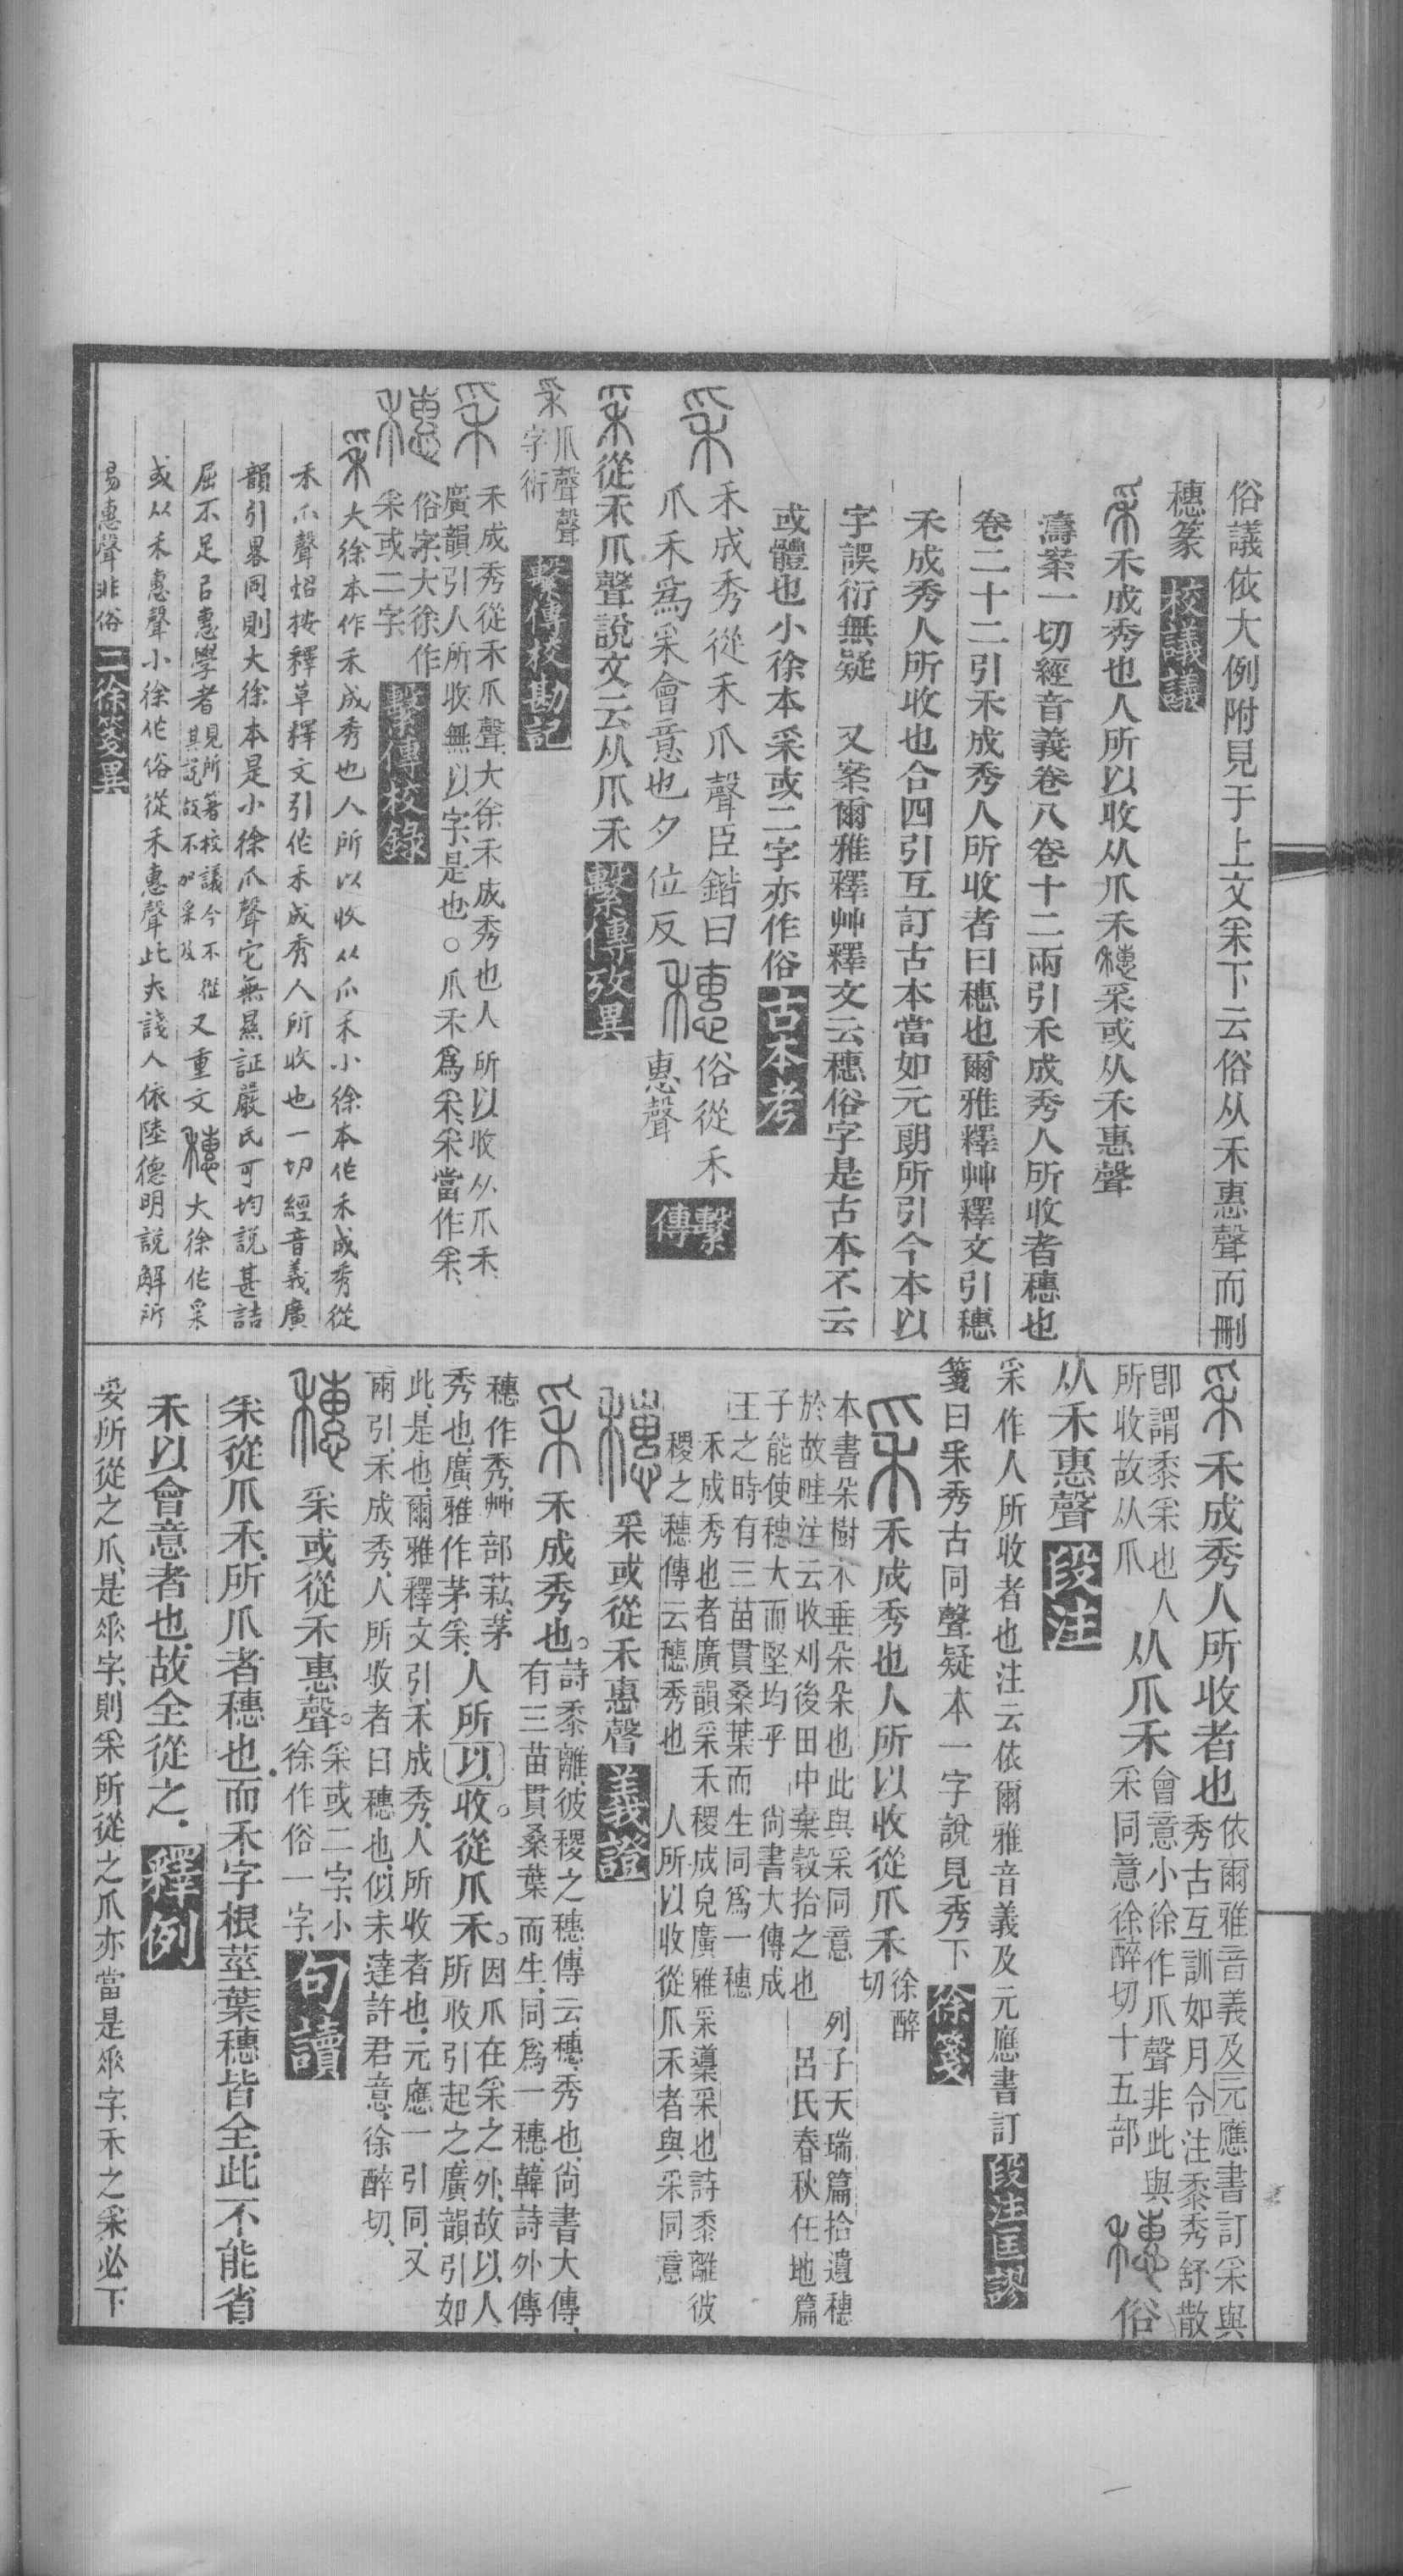 俗議依大例附見于上文采下云俗从禾惠聲而刪
穗篆 校議議
采禾成秀也人所以收从爪禾穗采或从禾惠聲
濤案一切經音義卷八卷十二兩引禾成秀人所收者穗也
卷二十二引禾成秀人所收者曰穗也爾雅釋艸釋文引穗
禾成秀人所收也合四引互訂古本當如元朗所引今本以
字誤衍無疑　又案爾雅釋艸釋文云穗俗字是古本不云
或體也小徐本采或二字亦作俗 古本考
采
禾成秀從禾爪聲臣鍇曰
爪禾爲采會意也夕位反
穗
俗從禾
惠聲
繫傳
采從禾爪聲說文云从爪禾 繫傳攷異
采
爪聲聲
字衍
繫傳校勘記
采
禾成秀從禾爪聲、大徐禾成秀也人所以收从爪禾、
廣韻引人所收無以字、是也。爪禾爲采、采當作采、
穗
俗字、大徐作
采或二字
繫傳校錄
采大徐本作禾成秀也人所以收从爪禾小徐本作禾成秀從
禾爪聲炤按釋草釋文引作禾成秀人所收也一切經音義廣
韻引畧同則大徐本是小徐爪聲它無㬎証嚴氏可均說甚詰
屈不足㠯惠學者
見所著校議今不從
其說故不加采及
又重文穗大徐作采
或从禾惠聲小徐作俗從禾惠聲此大淺人依陸德明說解所
易惠聲非俗 二徐箋異
采禾成秀人所收者也
依爾雅音義及元應書訂采與
秀古互訓如月令注黍秀舒散
卽謂黍采也人
所收故从爪
从爪禾
會意小徐作爪聲非此與
采同意徐醉切十五部
穗俗
从禾惠聲 段注
采作人所收者也注云依爾雅音義及元應書訂 段注匡謬
箋曰采秀古同聲疑本一字說見秀下 徐箋
采禾成秀也人所以收從爪禾
徐醉
切
本書朵樹木垂朵朵也此與采同意　列子天瑞篇拾遺穗
於故畦注云收刈後田中棄穀拾之也　呂氏春秋任地篇
子能使穗大而堅均乎　尙書大傳成
王之時有三苗貫桑葉而生同爲一穗
禾成秀也者廣韻采禾稷成皃廣雅采䆃采也詩黍離彼
稷之穗傳云穗秀也　人所以收從爪禾者與采同意
穗采或從禾惠聲 義證
采禾成秀也。
詩黍離、彼稷之穗、傳云、穗、秀也、尙書大傳、
有三苗貫桑葉而生、同爲一穗、韓詩外傳
穗作秀、艸部䒺、茅
秀也、廣雅作茅采、
人所以收。從爪禾。
因爪在采之外、故以人
所收引起之、廣韻引如
此、是也、爾雅釋文引、禾成秀、人所收者也、元應一引同、又
兩引、禾成秀、人所收者曰穗也、似未達許君意、徐醉切、
穗采或從禾惠聲。
采或二字、小
徐作俗一字、
句讀
采從爪禾、所爪者穗也、而禾字根莖葉穗皆全、此不能省
禾以會意者也、故全從之、 釋例
妥所從之爪、是𠂹字、則采所從之爪亦當是𠂹字、禾之采必下